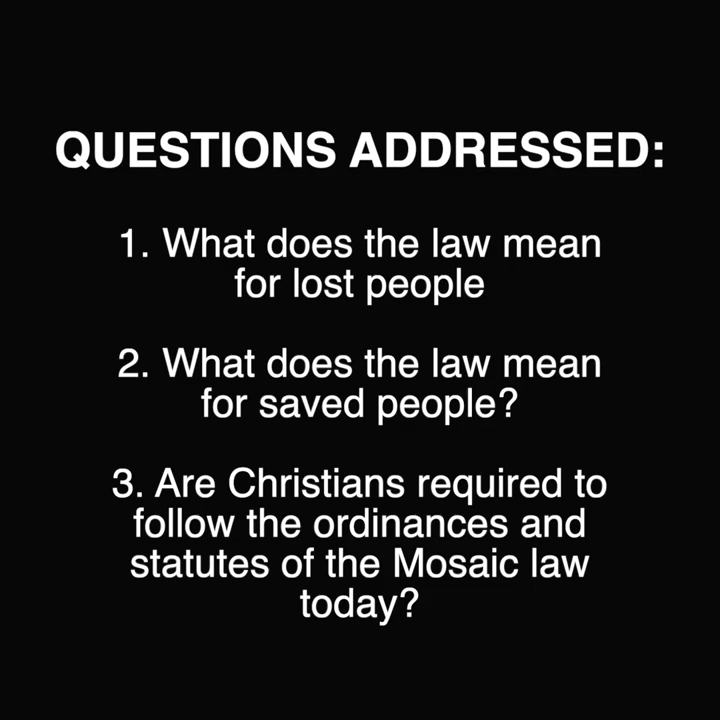 QUESTIONS ADDRESSED:
1. What does the law mean
for lost people
2. What does the law mean
for saved people?
3. Are Christians required to
follow the ordinances and
statutes of the Mosaic law
today?